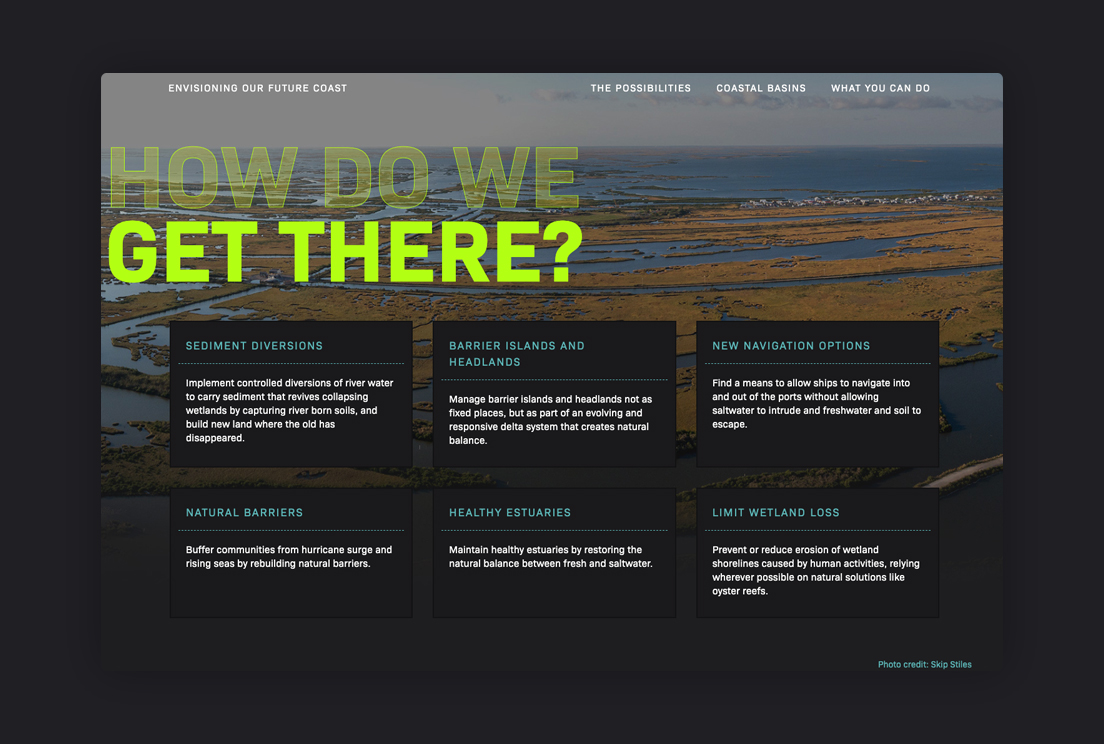 ENVISIONING OUR FUTURE COAST
THE POSSIBILITIES
COASTAL BASINS
WHAT YOU CAN DO
HOW DO WE
GET THERE?
SEDIMENT DIVERSIONS
Implement controlled diversions of river water
to carry sediment that revives collapsing
wetlands by capturing river born soils, and
build new land where the old has
disappeared.
BARRIER ISLANDS AND
HEADLANDS
Manage barrier islands and headlands not as
fixed places, but as part of an evolving and
responsive delta system that creates natural
balance.
NEW NAVIGATION OPTIONS
Find a means to allow ships to navigate into
and out of the ports without allowing
saltwater to intrude and freshwater and soil to
escape.
NATURAL BARRIERS
Buffer communities from hurricane surge and
rising seas by rebuilding natural barriers.
HEALTHY ESTUARIES
Maintain healthy estuaries by restoring the
natural balance between fresh and saltwater.
LIMIT WETLAND LOSS
Prevent or reduce erosion of wetland
shorelines caused by human activities, relying
wherever possible on natural solutions like
oyster reefs.
Photo credit: Skip Stiles